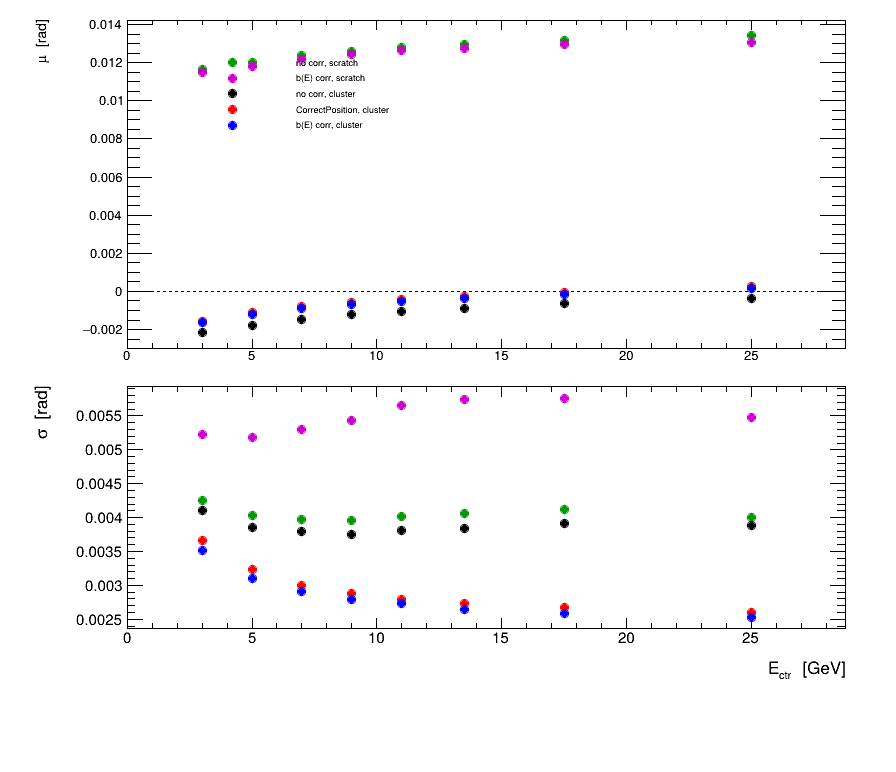 μ [rad]
0.014
0.012
0.01
0.008
0.006
0.004
0.002
0
−0.002
no corr, scratch
b(E) corr, scratch
no corr, cluster
CorrectPosition, cluster
b(E) corr, cluster
0 5 10 15 20 25
σ [rad]
0.0055
0.005
0.0045
0.004
0.0035
0.003
0.0025
0 5 10 15 20 25
E_ctr [GeV]